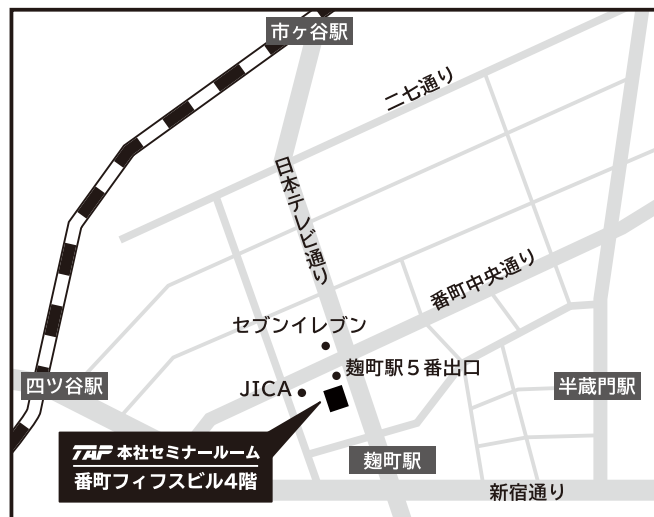 市ヶ谷駅
二七通り
日本テレビ通り
番町中央通り
セブンイレブン
麹町駅5番出口
JICA
四ツ谷駅
半蔵門駅
TAP 本社セミナールーム
番町フィフスビル4階
麹町駅
新宿通り